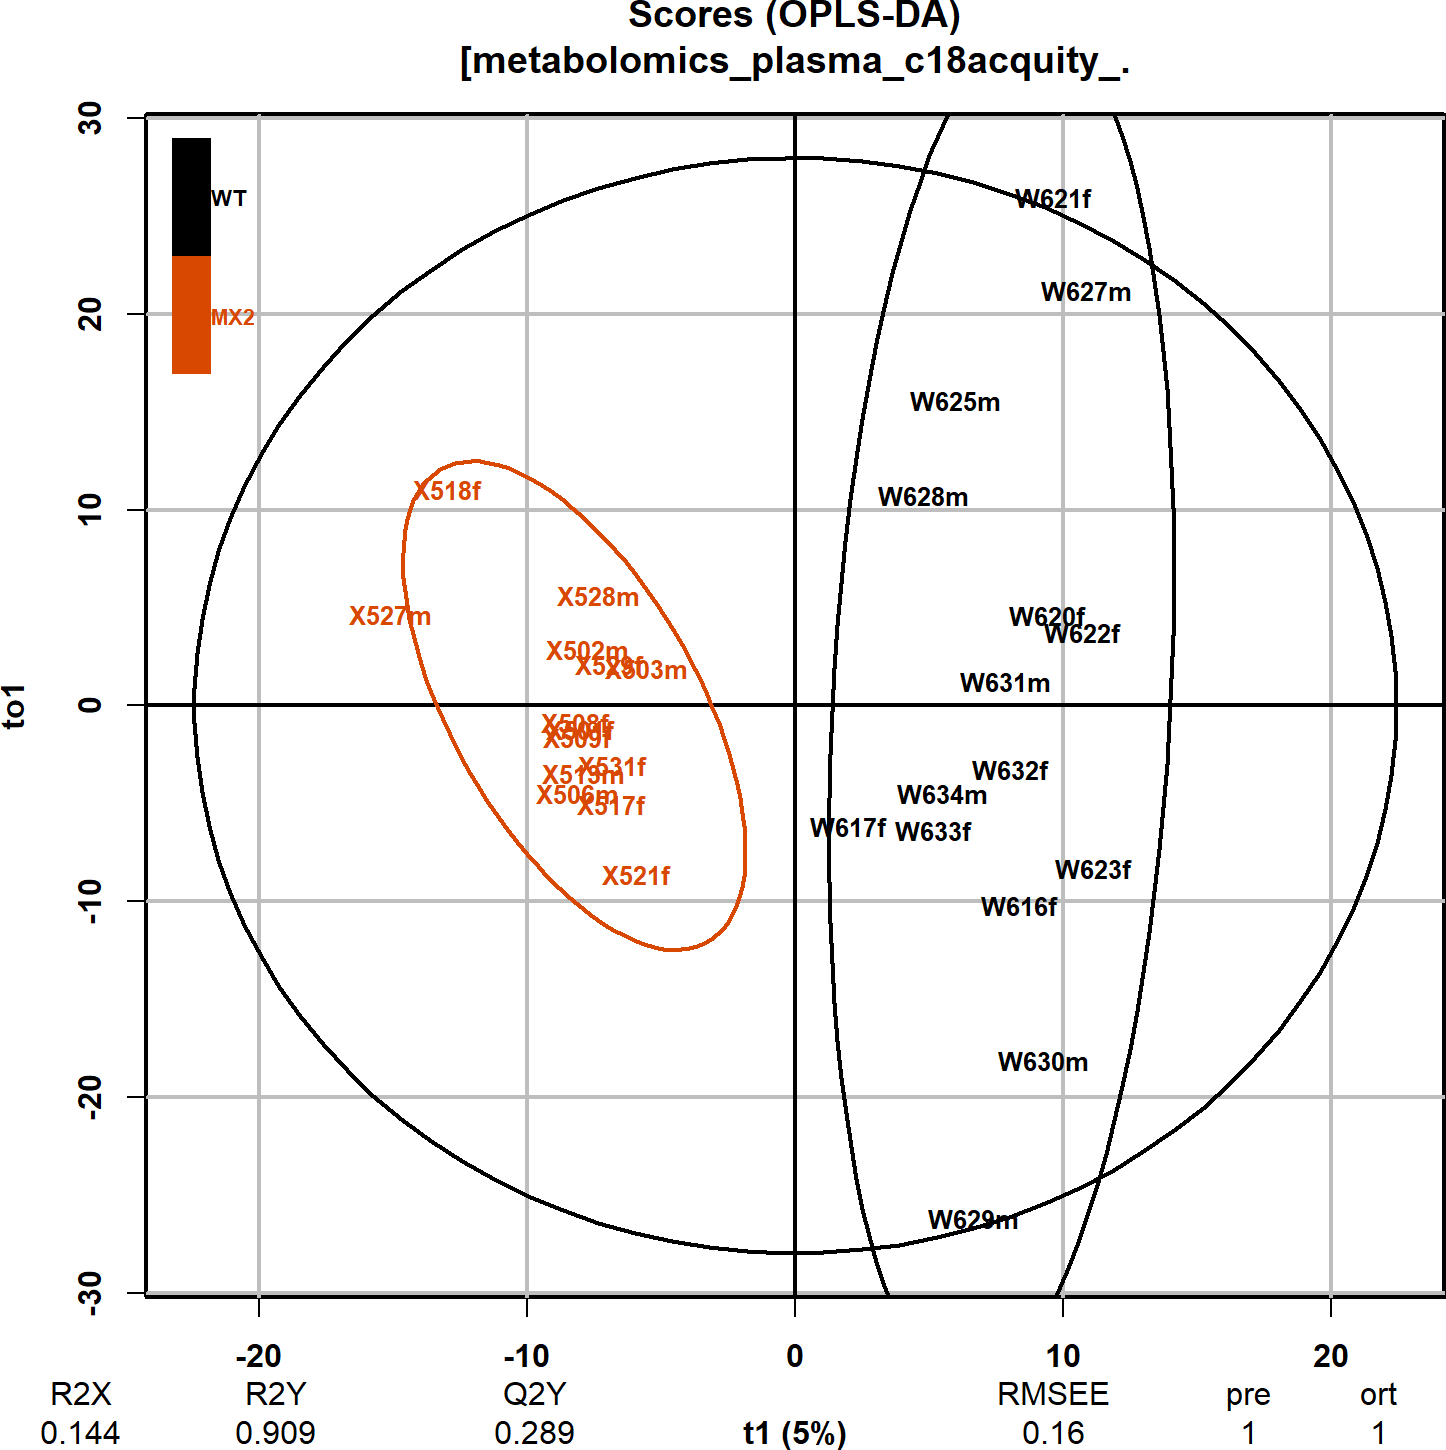 Scores (OPLS-DA)
[metabolomics_plasma_c18acquity_.
30
WT
W621f
W627m
20
MX2
W625m
X518f
W628m
10
X528m
X527m
W620f
W622f
X502m
X503m
W631m
to1
0
X508f
X509f
X531f
W632f
X513m
X506m
W634m
X517f
W617f
W633f
X521f
W623f
-10
W616f
W630m
-20
W629m
-30
-20 -10 0 10 20
R2X R2Y Q2Y RMSEE pre ort
0.144 0.909 0.289 t1 (5%) 0.16 1 1